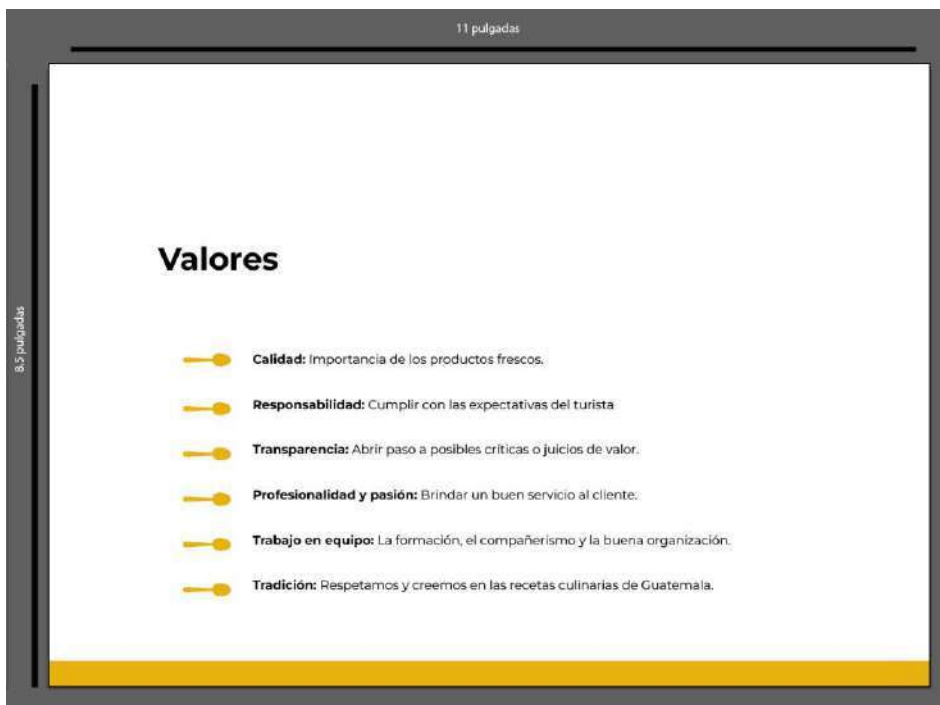 11 pulgadas
8.5 pulgadas
Valores
Calidad: Importancia de los productos frescos.
Responsabilidad: Cumplir con las expectativas del turista
Transparencia: Abrir paso a posibles críticas o juicios de valor.
Profesionalidad y pasión: Brindar un buen servicio al cliente.
Trabajo en equipo: La formación, el compañerismo y la buena organización.
Tradición: Respetamos y creemos en las recetas culinarias de Guatemala.